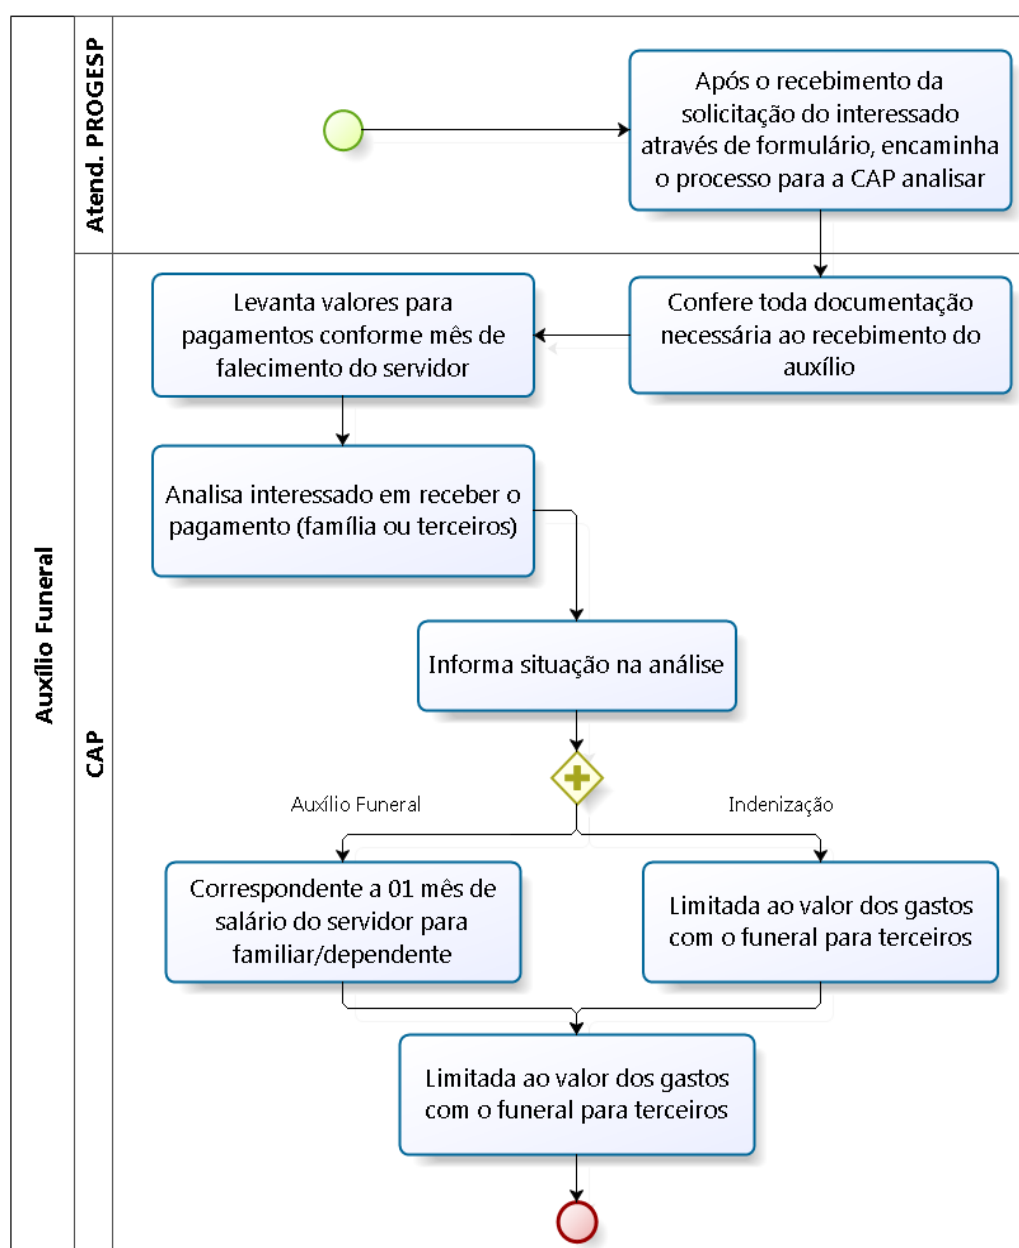 Auxílio Funeral
Atend. PROGESP
Após o recebimento da
solicitação do interessado
através de formulário, encaminha
o processo para a CAP analisar
CAP
Levanta valores para
pagamentos conforme mês de
falecimento do servidor
Confere toda documentação
necessária ao recebimento do
auxílio
Analisa interessado em receber o
pagamento (família ou terceiros)
Informa situação na análise
Auxílio Funeral
Indenização
Correspondente a 01 mês de
salário do servidor para
familiar/dependente
Limitada ao valor dos gastos
com o funeral para terceiros
Limitada ao valor dos gastos
com o funeral para terceiros